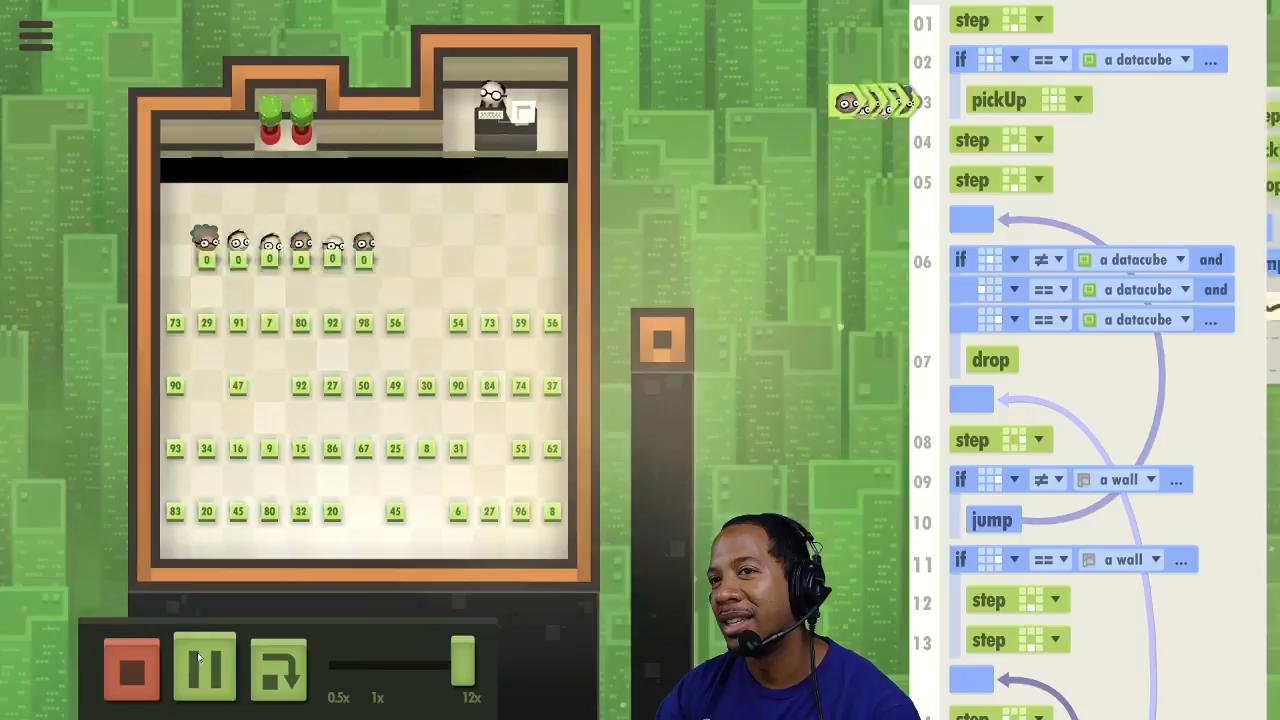 01 step
02 if == a datacube ...
3 pickUp
04 step
05 step
06 if ≠ a datacube and
== a datacube and
== a datacube ...
07 drop
08 step
09 if ≠ a wall ...
10 jump
11 if == a wall ...
12 step
13 step
step
0 0 0 0 0 0
73 29 91 7 80 92 98 56 54 73 59 56
90 47 92 27 50 49 30 90 84 74 37
93 34 16 9 15 86 67 25 8 31 53 62
83 20 45 80 32 20 45 6 27 96 8
0.5x 1x 12x